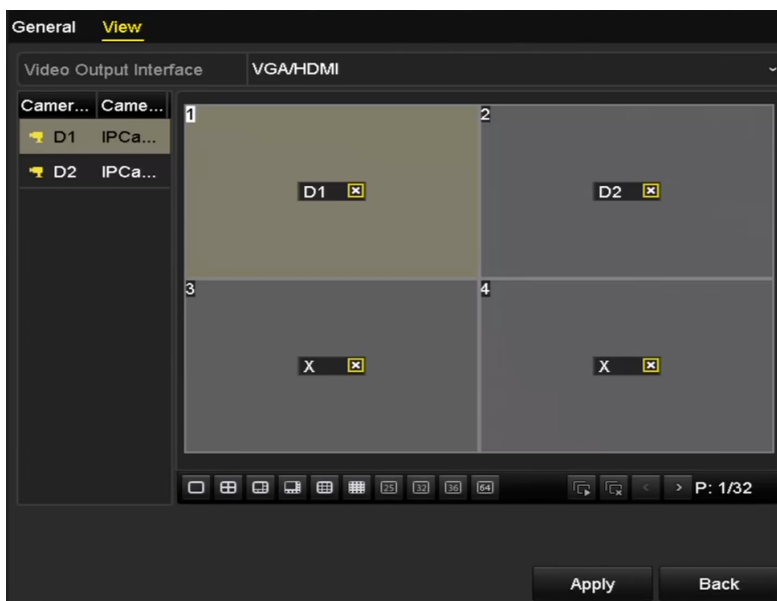 General View
Video Output Interface VGA/HDMI
Camer... Came...
D1 IPCa...
D2 IPCa...
1 2
D1 D2
3 4
X X
25 32 36 64 P: 1/32
Apply Back